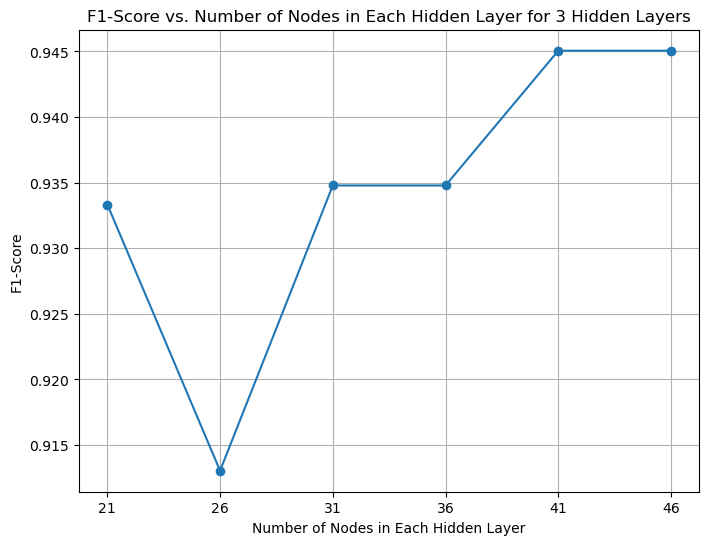 F1-Score vs. Number of Nodes in Each Hidden Layer for 3 Hidden Layers
F1-Score
0.945
0.940
0.935
0.930
0.925
0.920
0.915
21 26 31 36 41 46
Number of Nodes in Each Hidden Layer